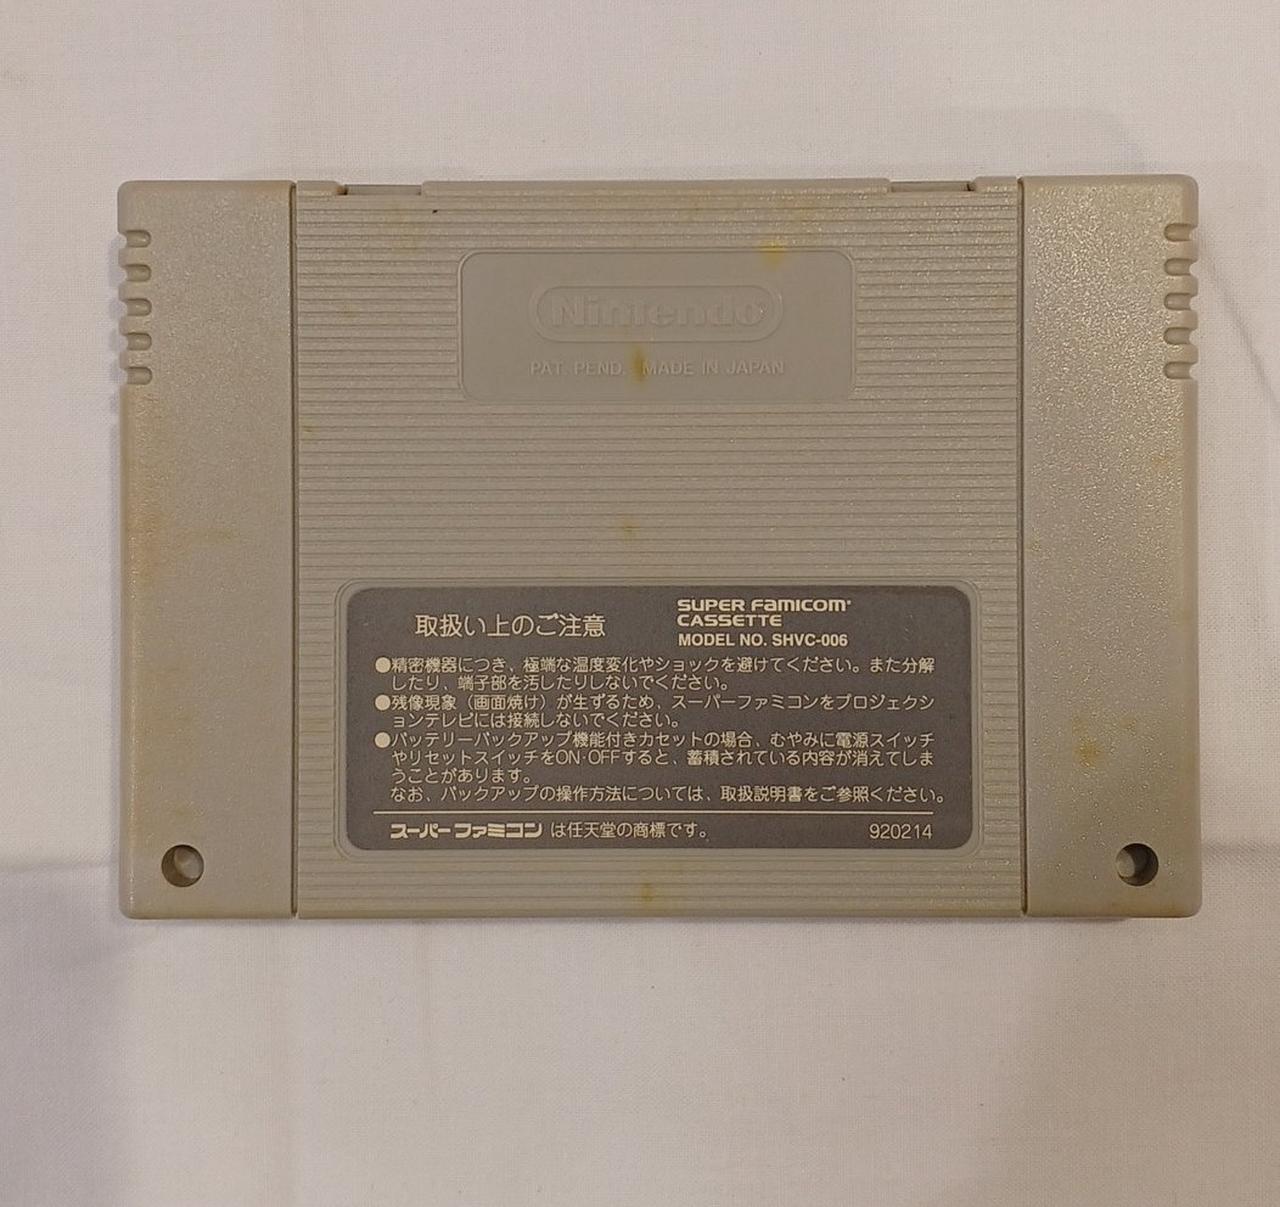 Nintendo
PAT. PEND. MADE IN JAPAN
取扱い上のご注意
SUPER FAMICOM
CASSETTE
MODEL NO. SHVC-006
●精密機器につき、極端な温度変化やショックを避けてください。また分解
したり、端子部を汚したりしないでください。
●残像現象（画面焼け）が生ずるため、スーパーファミコンをプロジェクシ
ョンテレビには接続しないでください。
●バッテリーバックアップ機能付きカセットの場合、むやみに電源スイッチ
やリセットスイッチをON·OFFすると、蓄積されている内容が消えてしま
うことがあります。
なお、バックアップの操作方法については、取扱説明書をご参照ください。
スーパーファミコン は任天堂の商標です。 920214